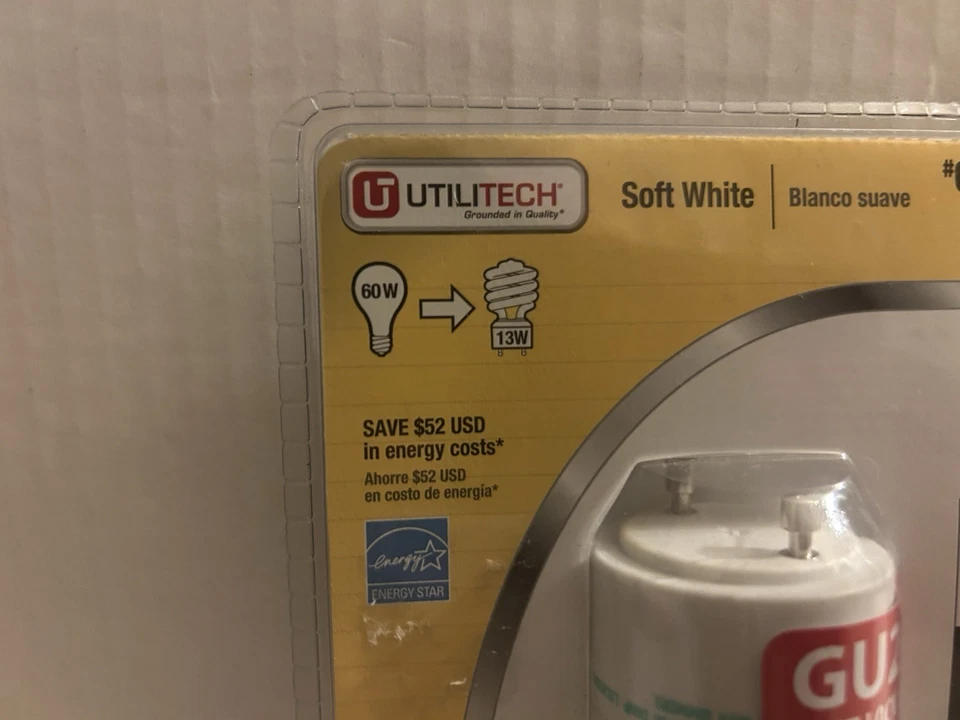 UTILITECH®
Grounded in Quality*
Soft White
Blanco suave
#
60W
13W
SAVE $52 USD
in energy costs*
Ahorre $52 USD
en costo de energía*
energy
ENERGY STAR
GU